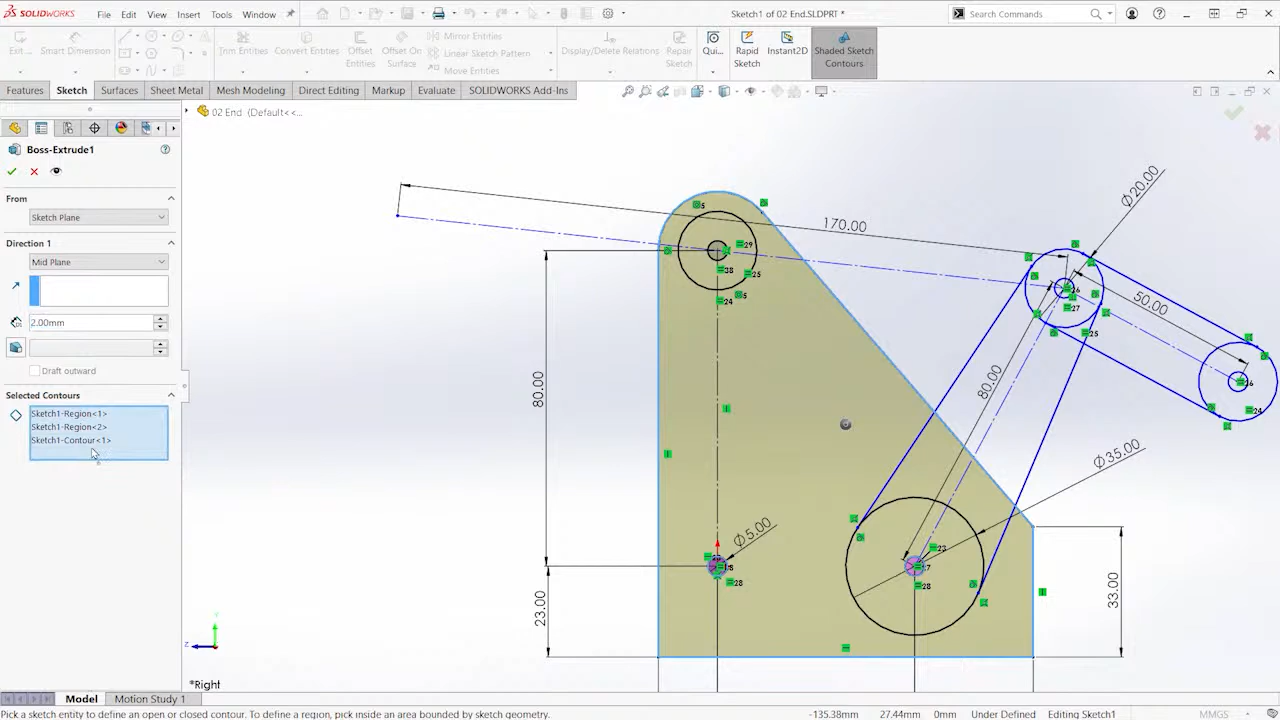 SOLIDWORKS
File
Edit
View
Insert
Tools
Window
Sketch1 of 02 End.SLDPRT *
Search Commands
Exit ...
Smart Dimension
Trim Entities
Convert Entities
Offset Entities
Offset On Surface
Mirror Entities
Linear Sketch Pattern
Move Entities
Display/Delete Relations
Repair Sketch
Qui...
Rapid Sketch
Instant2D
Shaded Sketch Contours
Features
Sketch
Surfaces
Sheet Metal
Mesh Modeling
Direct Editing
Markup
Evaluate
SOLIDWORKS Add-Ins
02 End (Default<<...
Boss-Extrude1
From
Sketch Plane
Direction 1
Mid Plane
2.00mm
Draft outward
Selected Contours
Sketch1-Region<1>
Sketch1-Region<2>
Sketch1-Contour<1>
170.00
Ø20.00
50.00
80.00
80.00
Ø35.00
Ø5.00
23.00
33.00
*Right
Model
Motion Study 1
Pick a sketch entity to define an open or closed contour. To define a region, pick inside an area bounded by sketch geometry.
-135.38mm
27.44mm
0mm
Under Defined
Editing Sketch1
MMGS